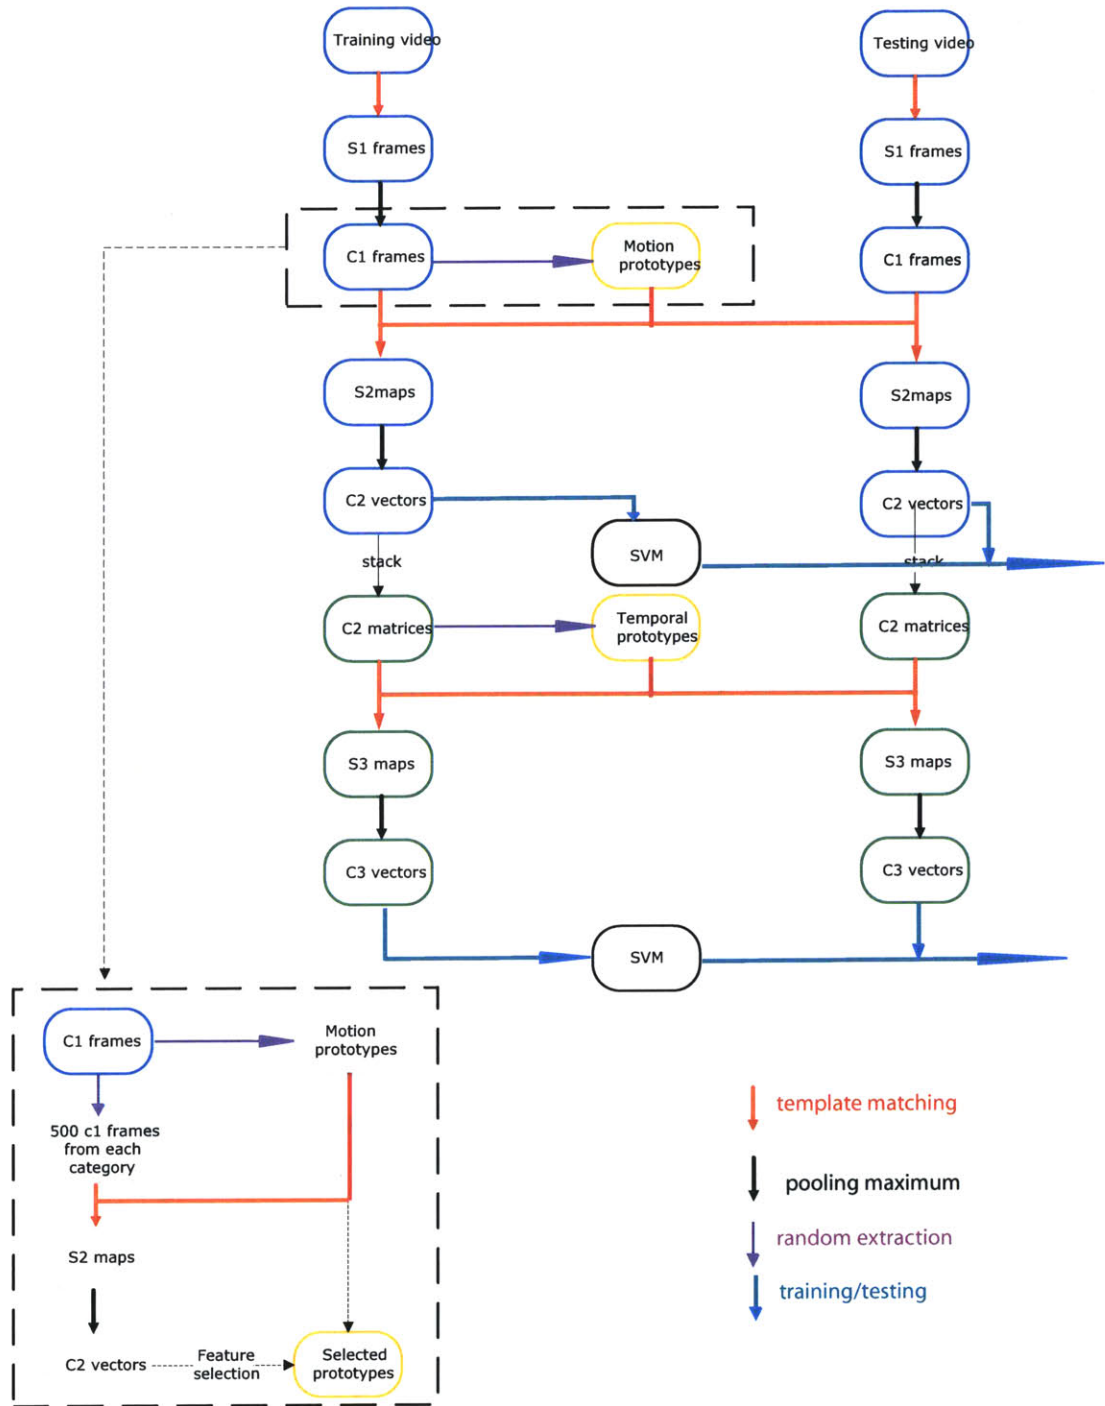 Training video
Testing video
S1 frames
S1 frames
C1 frames
Motion
prototypes
C1 frames
S2maps
S2maps
C2 vectors
C2 vectors
stack
SVM
stack
C2 matrices
Temporal
prototypes
C2 matrices
S3 maps
S3 maps
C3 vectors
C3 vectors
SVM
C1 frames
Motion
prototypes
500 c1 frames
from each
category
S2 maps
C2 vectors
Feature
selection
Selected
prototypes
template matching
pooling maximum
random extraction
training/testing